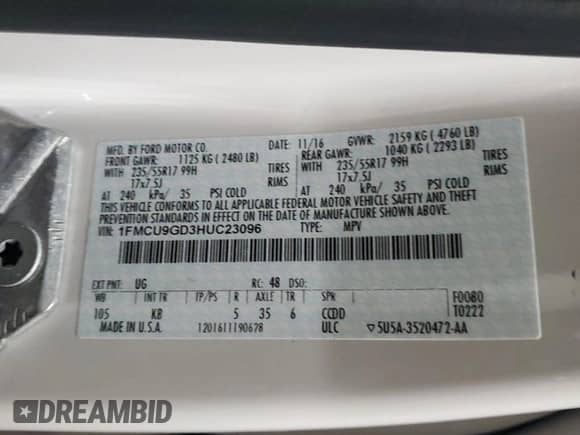 MFD. BY FORD MOTOR CO. DATE: 11/16 GVWR: 2159 KG ( 4760 LB)
FRONT GAWR: 1125 KG ( 2480 LB) REAR GAWR: 1040 KG ( 2293 LB)
WITH 235/55R17 99H TIRES WITH 235/55R17 99H TIRES
17x7.5J RIMS 17x7.5J RIMS
AT 240 kPa/ 35 PSI COLD AT 240 kPa/ 35 PSI COLD
THIS VEHICLE CONFORMS TO ALL APPLICABLE FEDERAL MOTOR VEHICLE SAFETY AND THEFT
PREVENTION STANDARDS IN EFFECT ON THE DATE OF MANUFACTURE SHOWN ABOVE.
VIN: 1FMCU9GD3HUC23096 TYPE: MPV
EXT PNT: UG RC: 48 DSO:
WB INT TR TP/PS R AXLE TR SPR F0080
105 KB 5 35 6 CCDD T0222
MADE IN U.S.A. 1201611190678 ULC ▽5U5A-3520472-AA
DREAMBID